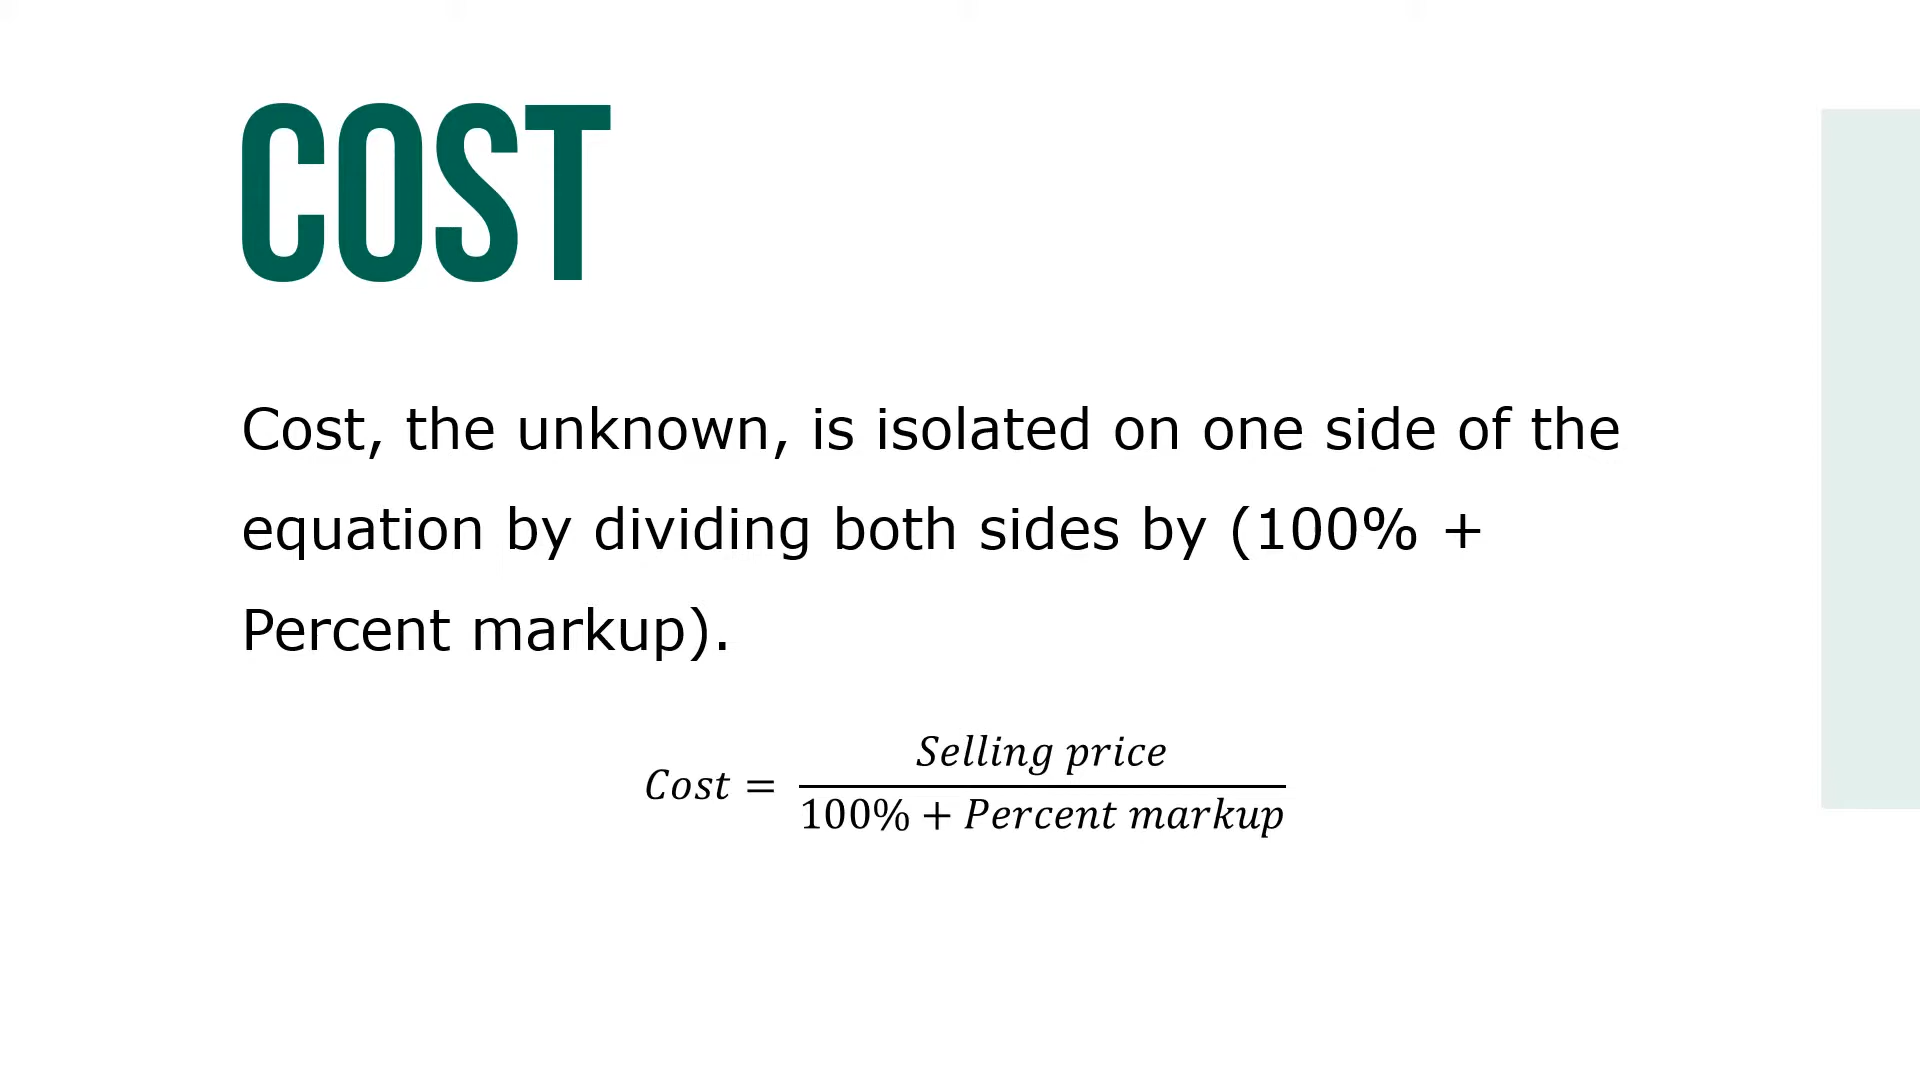 COST
Cost, the unknown, is isolated on one side of the
equation by dividing both sides by (100% +
Percent markup).
Selling price
Cost =
100% + Percent markup